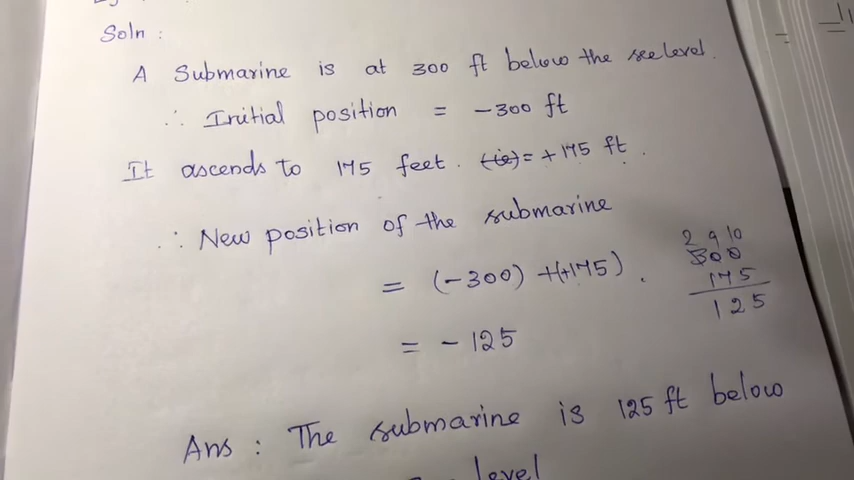 Soln :
A Submarine is at 300 ft below the see level.
∴ Initial position = -300 ft
It ascends to 175 feet. (ie) = +175 ft.
∴ New position of the submarine
= (-300) +(+175).
= -125
2 9 10
300
175
125
Ans : The submarine is 125 ft below
level